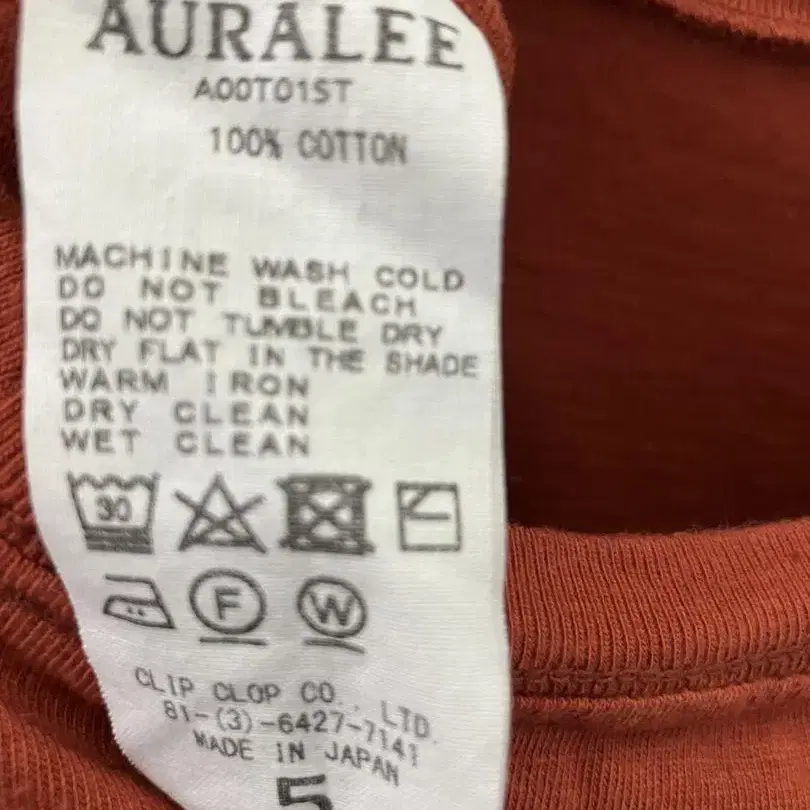 AURALEE
A00T01ST
100% COTTON
MACHINE WASH COLD
DO NOT BLEACH
DO NOT TUMBLE DRY
DRY FLAT IN THE SHADE
WARM IRON
DRY CLEAN
WET CLEAN
30
F W
CLIP CLOP CO., LTD.
81-(3)-6427-7141
MADE IN JAPAN
5